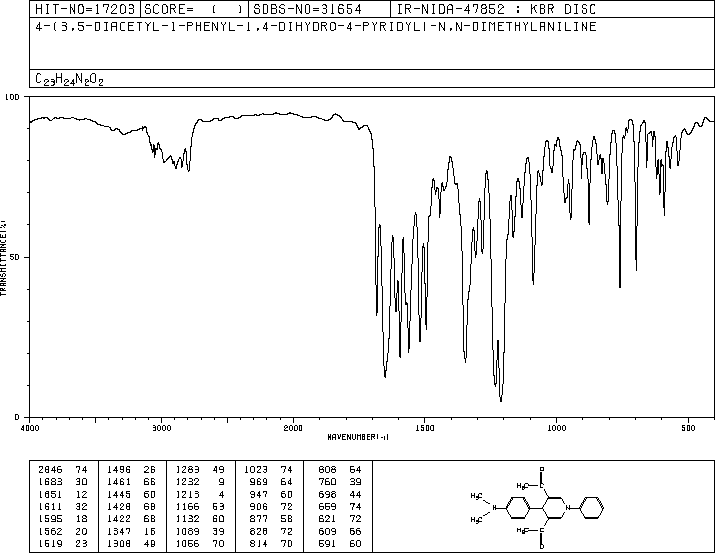 HIT-NO=17203 SCORE= ( ) SDBS-NO=31654 IR-NIDA-47852 : KBR DISC
4-(3,5-DIACETYL-1-PHENYL-1,4-DIHYDRO-4-PYRIDYL)-N,N-DIMETHYLANILINE
C23H24N2O2
100
50
0
TRANSMITTANCE(%)
4000 3000 2000 1500 1000 500
WAVENUMBER(-1)
2846 74 1496 26 1283 49 1023 74 808 64
1683 30 1461 66 1232 9 969 64 760 39
1651 12 1445 60 1213 4 947 60 698 44
1611 32 1428 68 1166 53 906 72 659 74
1595 18 1422 68 1132 60 877 58 621 72
1562 20 1347 16 1089 39 828 72 609 66
1519 23 1308 49 1056 70 814 70 591 60
O
H3C C
H3C
N N
H3C
H3C C
O